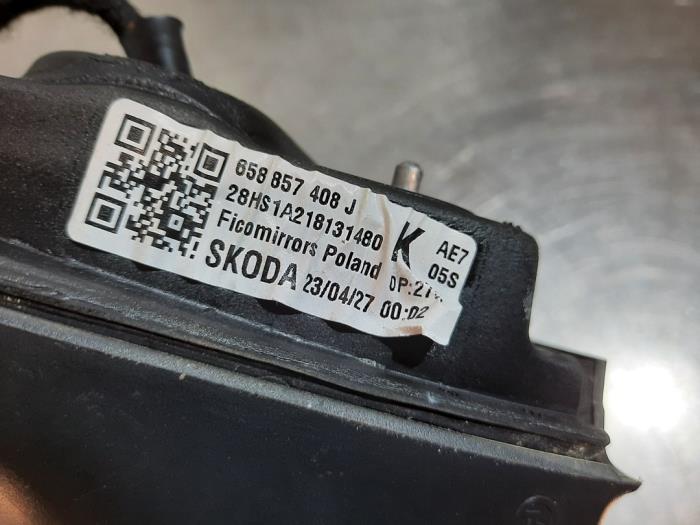 658 857 408 J
28HS1A218131480 K AE7
Ficomirrors Poland 05S
SKODA 23/04/27 00:02